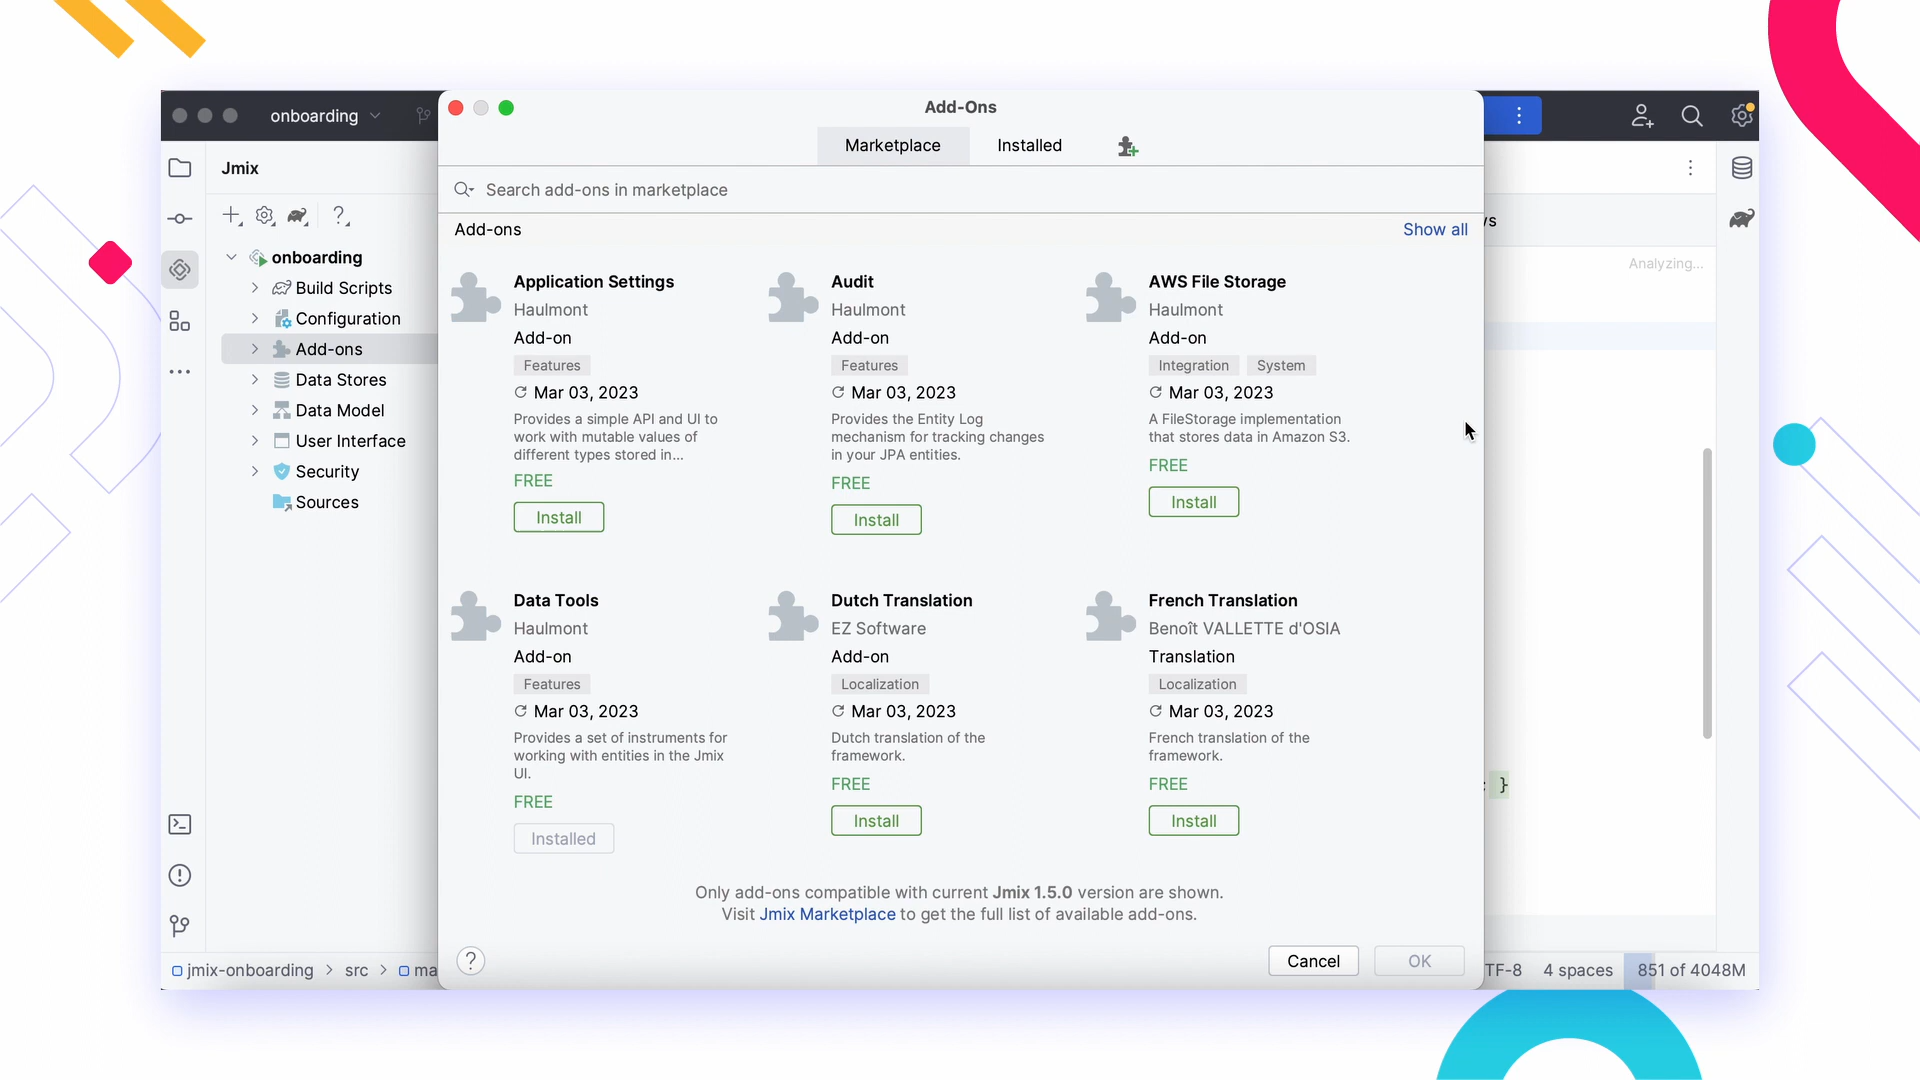 onboarding
Add-Ons
Marketplace
Installed
Jmix
Search add-ons in marketplace
Add-ons
Show all
Analyzing...
onboarding
Build Scripts
Configuration
Add-ons
Data Stores
Data Model
User Interface
Security
Sources
Application Settings
Haulmont
Add-on
Features
Mar 03, 2023
Provides a simple API and UI to
work with mutable values of
different types stored in...
FREE
Install
Audit
Haulmont
Add-on
Features
Mar 03, 2023
Provides the Entity Log
mechanism for tracking changes
in your JPA entities.
FREE
Install
AWS File Storage
Haulmont
Add-on
Integration
System
Mar 03, 2023
A FileStorage implementation
that stores data in Amazon S3.
FREE
Install
Data Tools
Haulmont
Add-on
Features
Mar 03, 2023
Provides a set of instruments for
working with entities in the Jmix
UI.
FREE
Installed
Dutch Translation
EZ Software
Add-on
Localization
Mar 03, 2023
Dutch translation of the
framework.
FREE
Install
French Translation
Benoît VALLETTE d'OSIA
Translation
Localization
Mar 03, 2023
French translation of the
framework.
FREE
Install
}
Only add-ons compatible with current Jmix 1.5.0 version are shown.
Visit Jmix Marketplace to get the full list of available add-ons.
?
Cancel
OK
jmix-onboarding > src > ma
TF-8
4 spaces
851 of 4048M